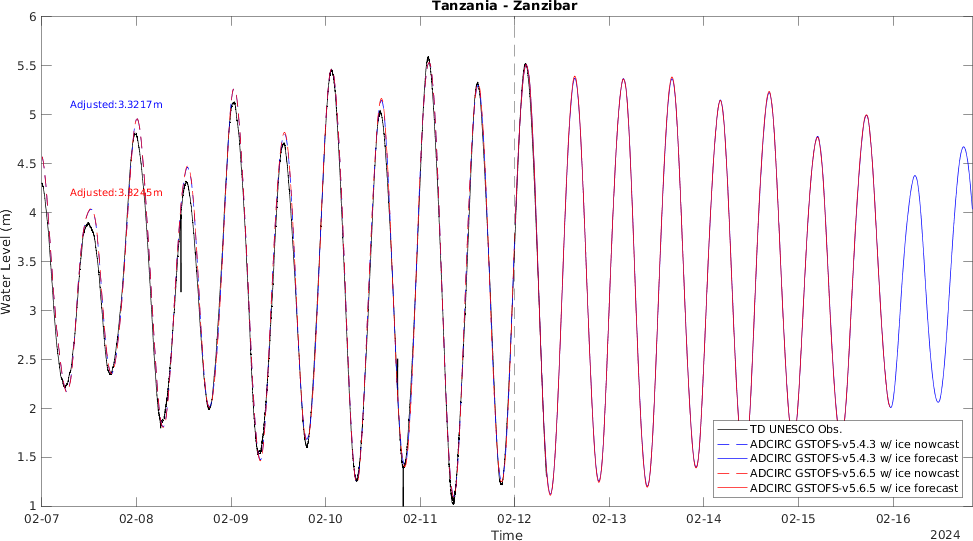 Tanzania - Zanzibar
6
5.5
5
4.5
4
3.5
3
2.5
2
1.5
1
Water Level (m)
Adjusted:3.3217m
Adjusted:3.3245m
TD UNESCO Obs.
ADCIRC GSTOFS-v5.4.3 w/ ice nowcast
ADCIRC GSTOFS-v5.4.3 w/ ice forecast
ADCIRC GSTOFS-v5.6.5 w/ ice nowcast
ADCIRC GSTOFS-v5.6.5 w/ ice forecast
02-07 02-08 02-09 02-10 02-11 02-12 02-13 02-14 02-15 02-16
Time
2024